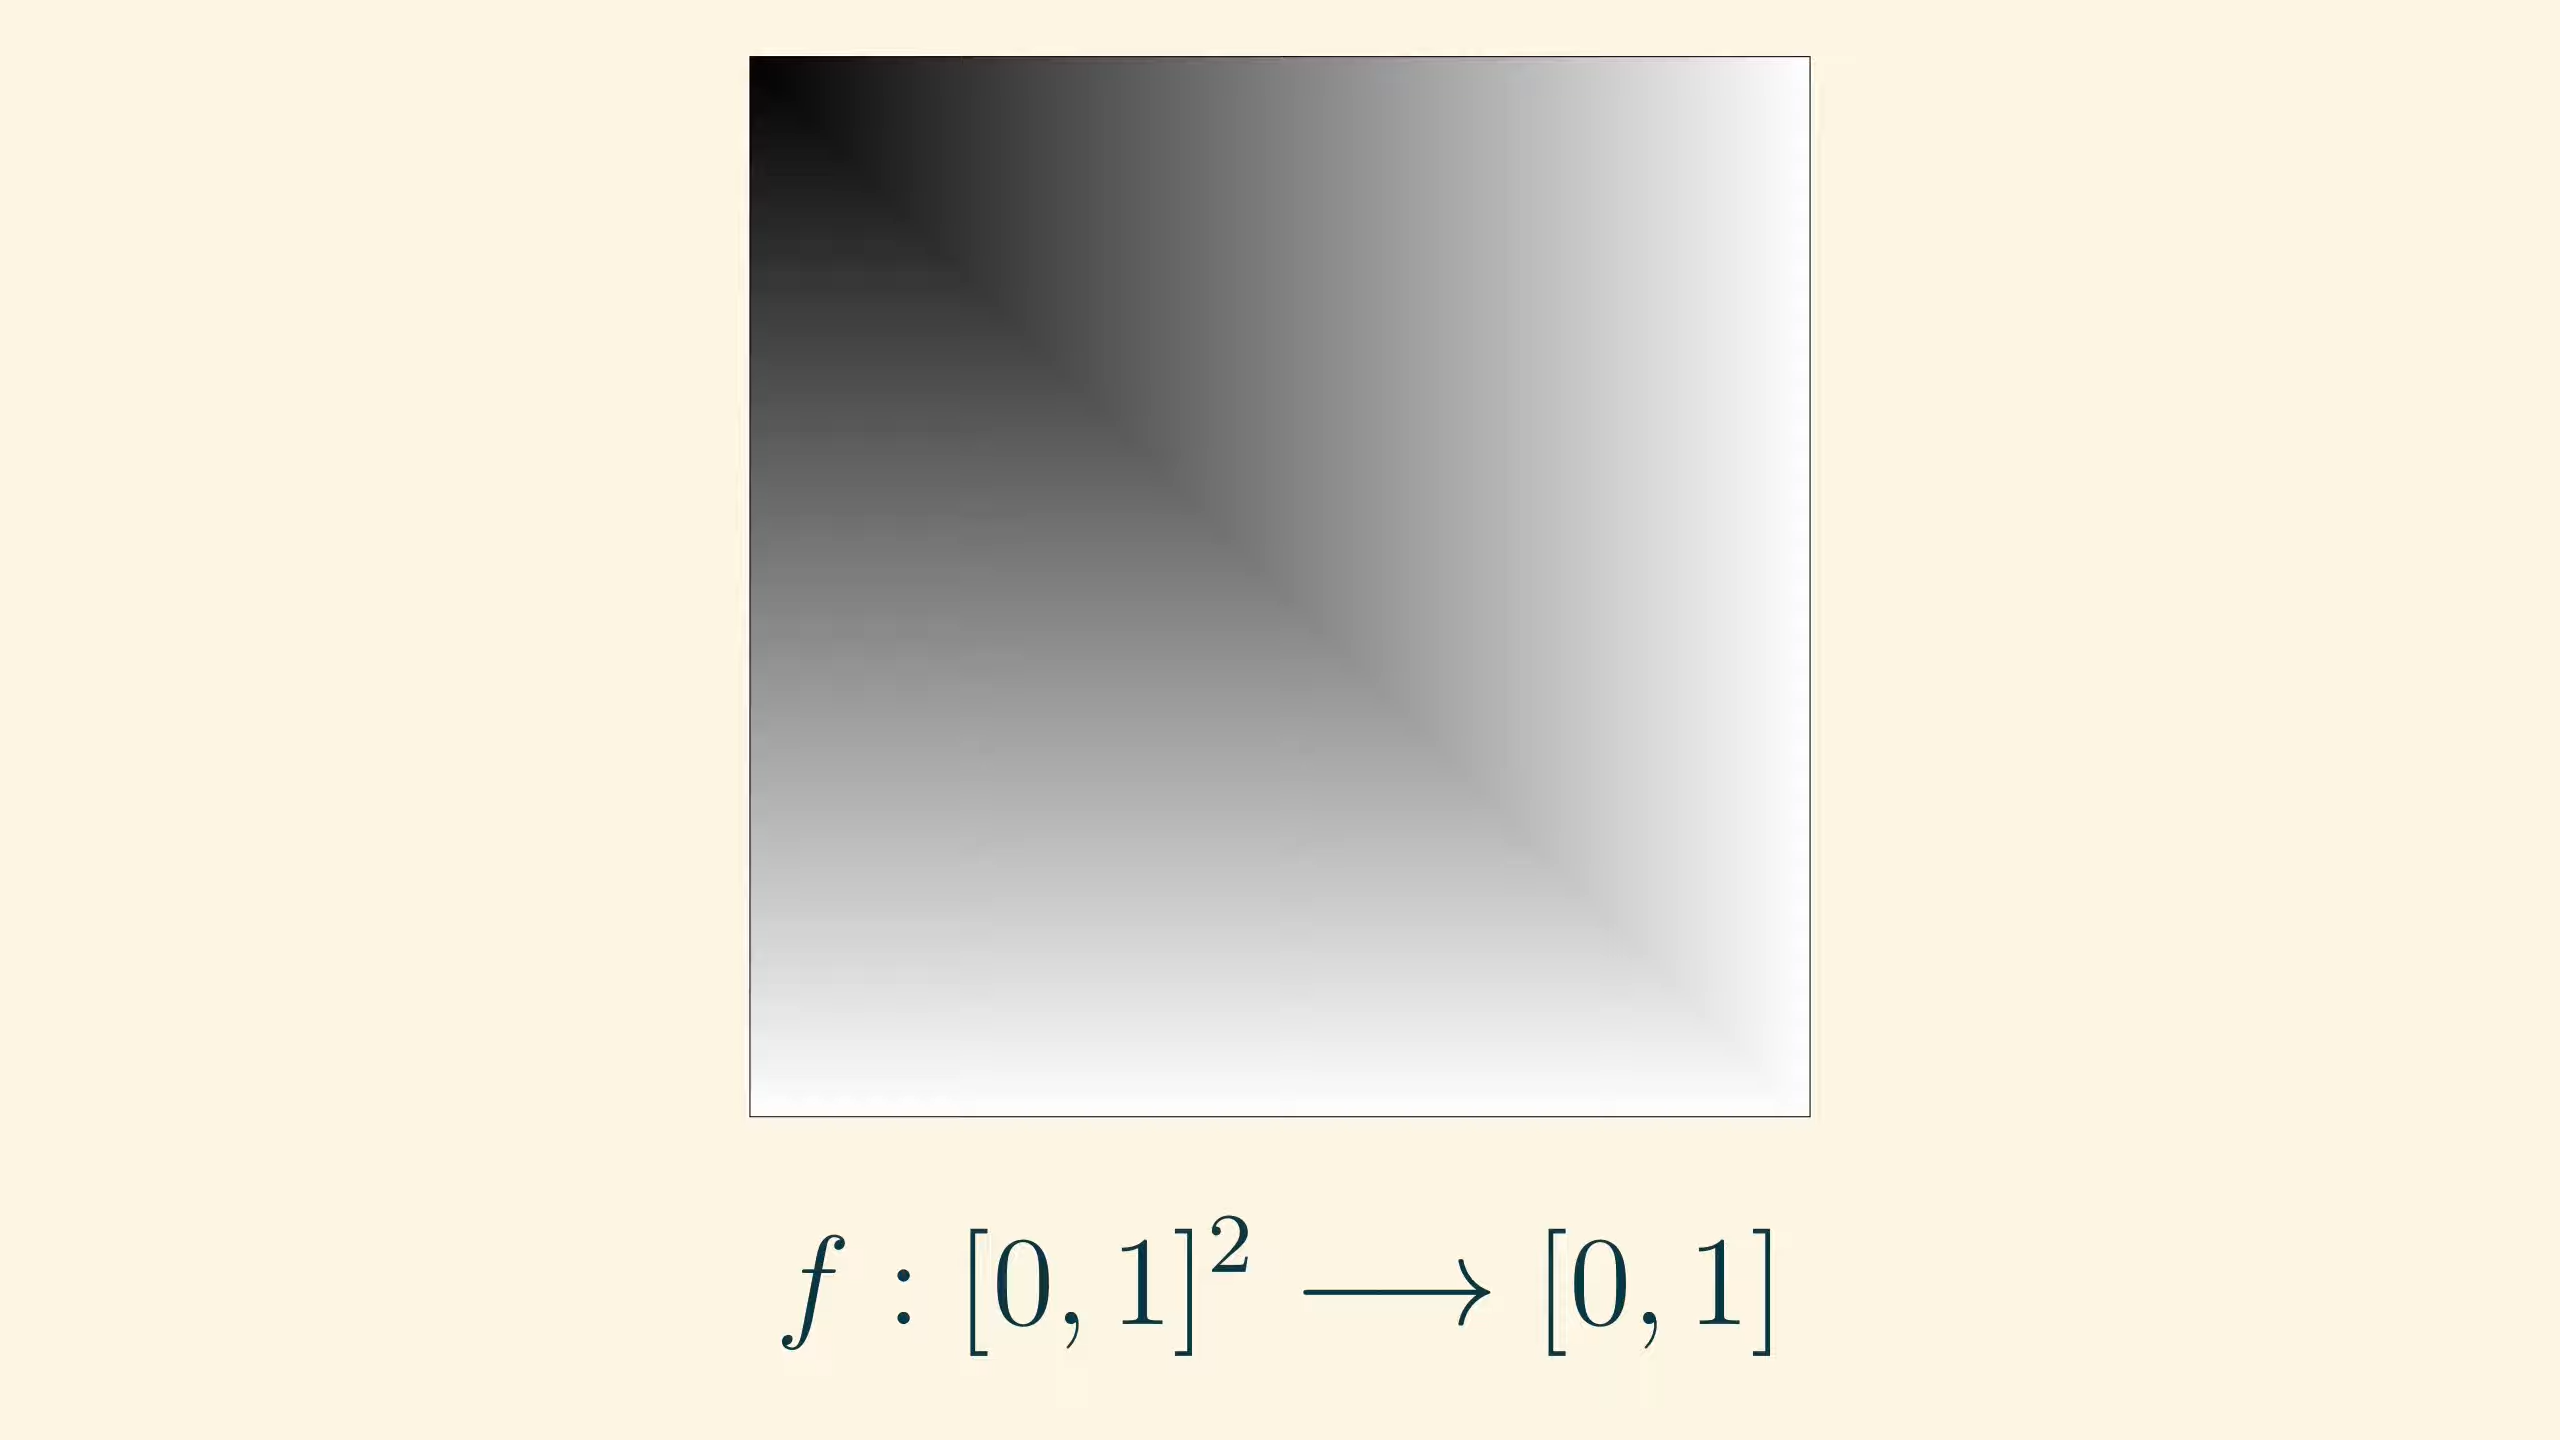 f : [0, 1]² ⟶ [0, 1]